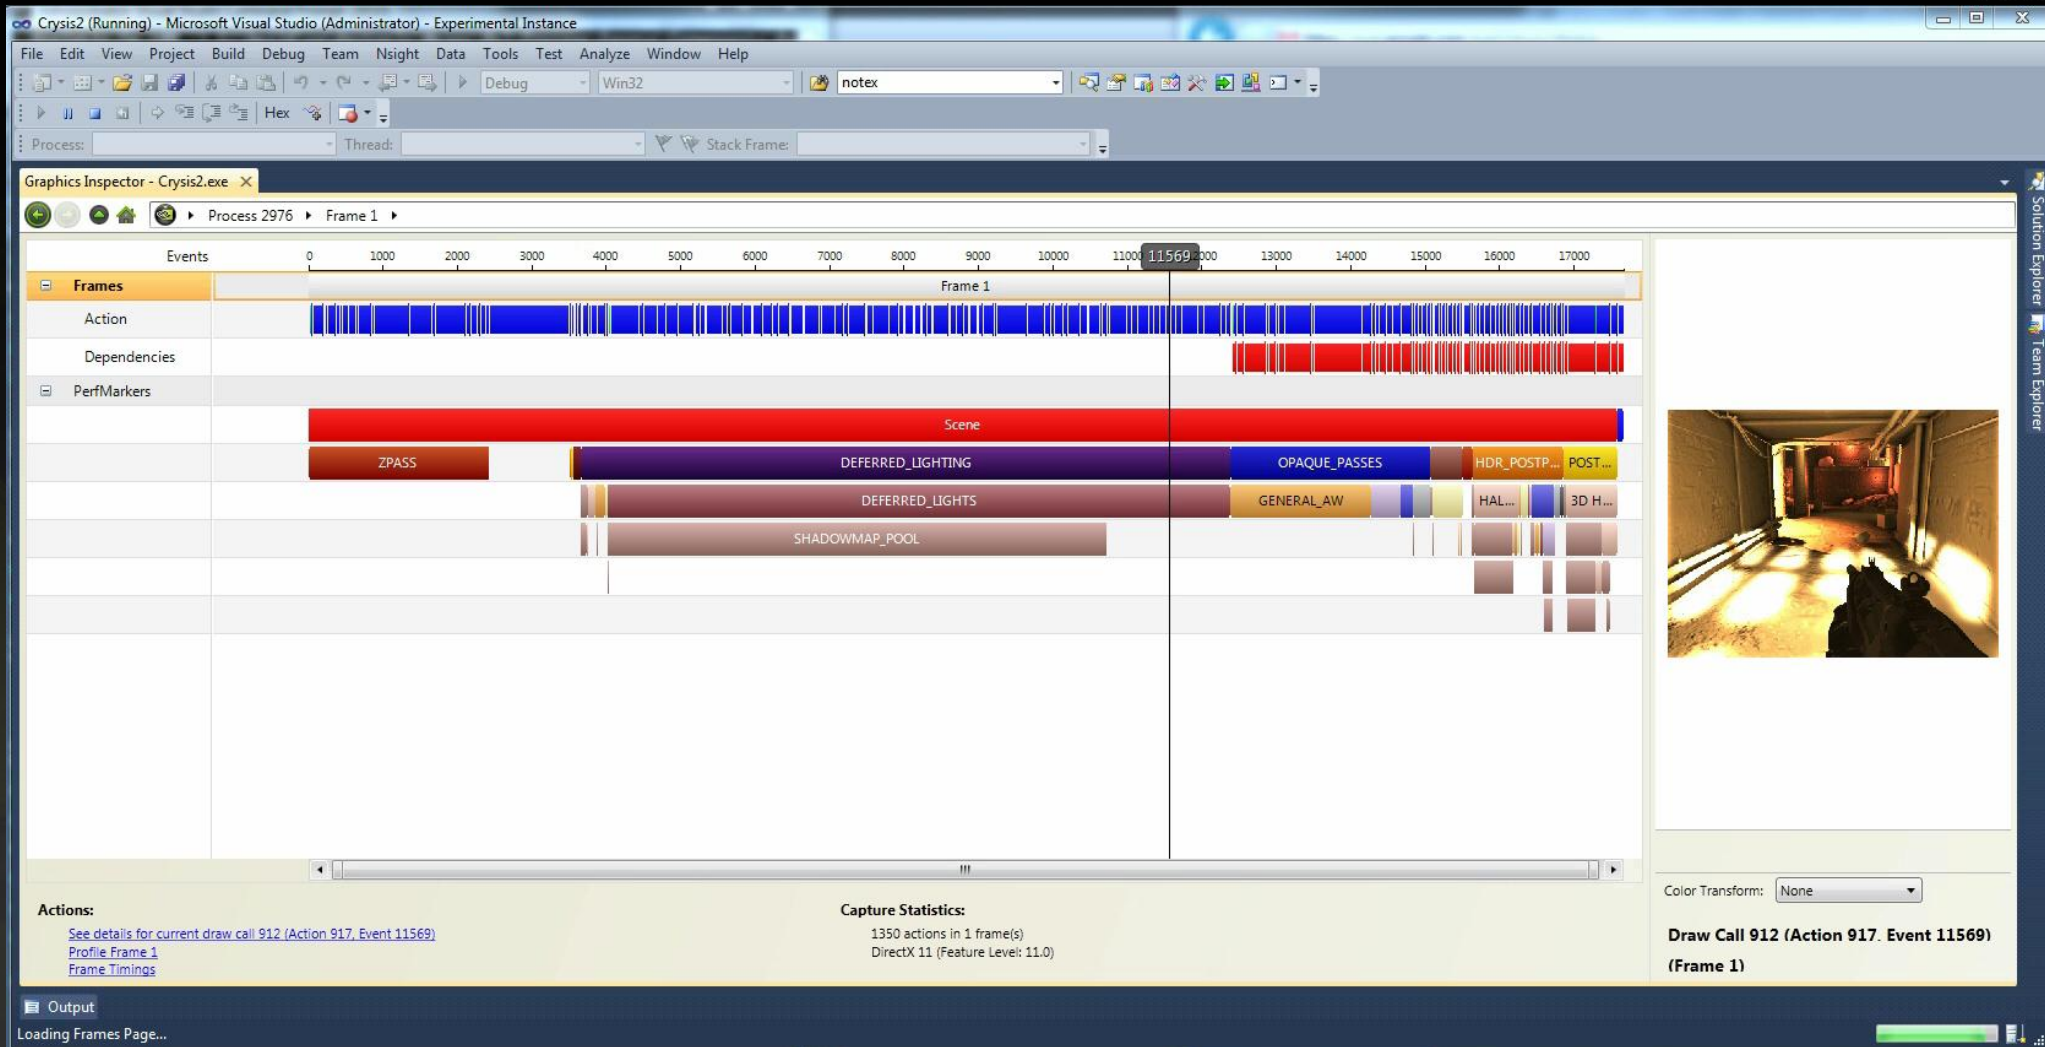 Crysis2 (Running) - Microsoft Visual Studio (Administrator) - Experimental Instance
File Edit View Project Build Debug Team Nsight Data Tools Test Analyze Window Help
Debug Win32 notex
Hex
Process: Thread: Stack Frame:
Graphics Inspector - Crysis2.exe
Process 2976 Frame 1
Events 0 1000 2000 3000 4000 5000 6000 7000 8000 9000 10000 11000 11569 2000 13000 14000 15000 16000 17000
Frames Frame 1
Action
Dependencies
PerfMarkers
Scene
ZPASS DEFERRED_LIGHTING OPAQUE_PASSES HDR_POSTP... POST...
DEFERRED_LIGHTS GENERAL_AW HAL... 3D H...
SHADOWMAP_POOL
Solution Explorer
Team Explorer
Color Transform: None
Actions: Capture Statistics:
See details for current draw call 912 (Action 917, Event 11569) 1350 actions in 1 frame(s)
Profile Frame 1 DirectX 11 (Feature Level: 11.0)
Frame Timings
Draw Call 912 (Action 917, Event 11569)
(Frame 1)
Output
Loading Frames Page...